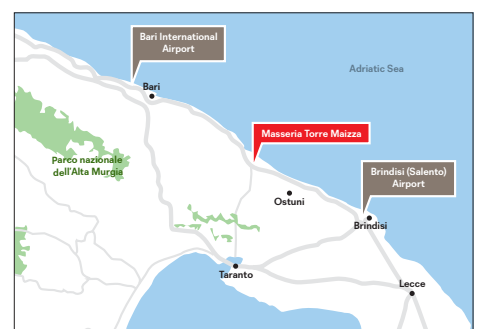 Bari International
Airport
Adriatic Sea
Bari
Masseria Torre Maizza
Parco nazionale
dell'Alta Murgia
Brindisi (Salento)
Airport
Ostuni
Brindisi
Taranto
Lecce